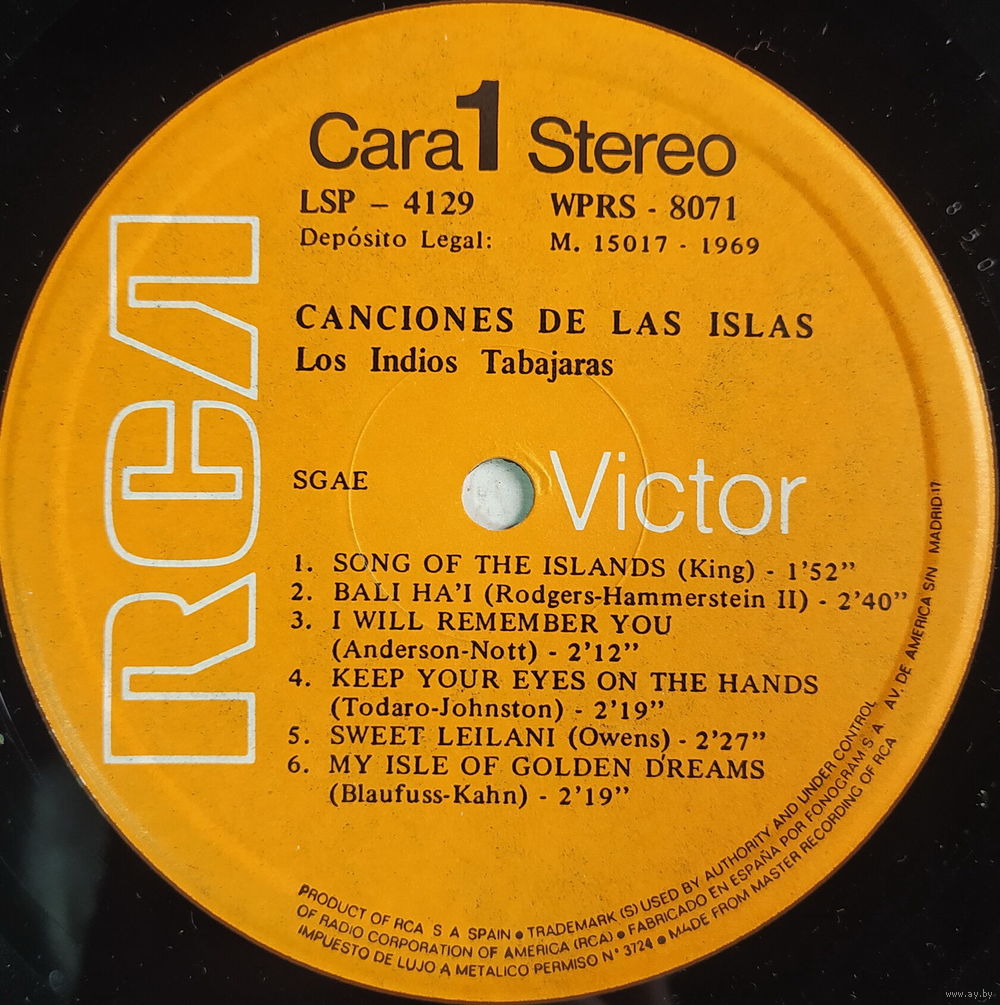 Cara 1 Stereo
LSP – 4129 WPRS - 8071
Depósito Legal: M. 15017 - 1969
RCA
CANCIONES DE LAS ISLAS
Los Indios Tabajaras
SGAE
Victor
1. SONG OF THE ISLANDS (King) - 1'52”
2. BALI HA'I (Rodgers-Hammerstein II) - 2'40”
3. I WILL REMEMBER YOU
(Anderson-Nott) - 2'12”
4. KEEP YOUR EYES ON THE HANDS
(Todaro-Johnston) - 2'19”
5. SWEET LEILANI (Owens) - 2'27”
6. MY ISLE OF GOLDEN DREAMS
(Blaufuss-Kahn) - 2'19”
PRODUCT OF RCA S A SPAIN ● TRADEMARK (S) USED BY AUTHORITY AND UNDER CONTROL
OF RADIO CORPORATION OF AMERICA (RCA) ● FABRICADO EN ESPAÑA POR FONOGRAM S. A. AV. DE AMERICA S/N MADRID-17
IMPUESTO DE LUJO A METALICO PERMISO N° 3724 ● MADE FROM MASTER RECORDING OF RCA
www.ay.by